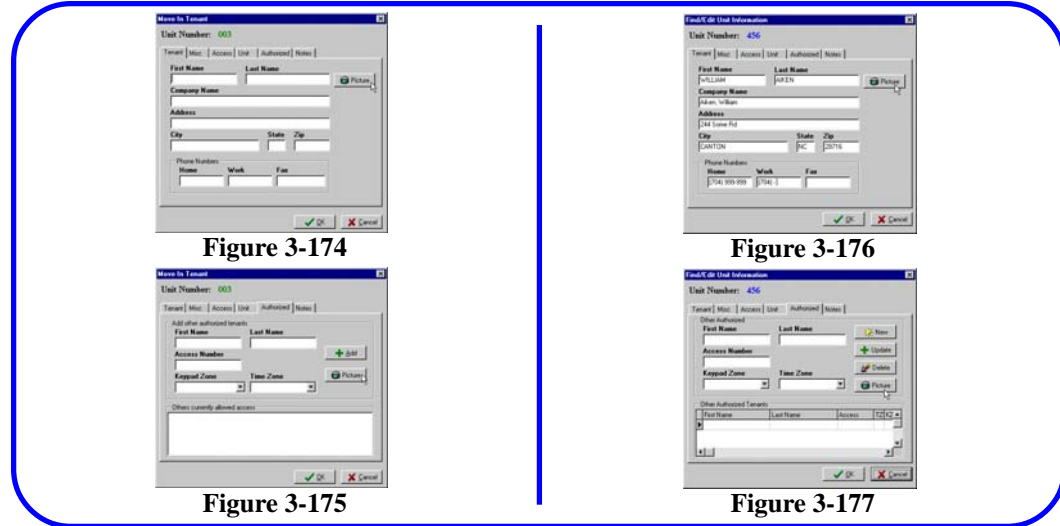 Move In Tenant
Unit Number: 003
Tenant Misc. Access Unit Authorized Notes
First Name Last Name
Picture
Company Name
Address
City State Zip
Phone Numbers
Home Work Fax
OK Cancel
Figure 3-174
Move In Tenant
Unit Number: 003
Tenant Misc. Access Unit Authorized Notes
Add other authorized tenants
First Name Last Name
Access Number
Add
Keypad Zone Time Zone
Picture
Others currently allowed access
OK Cancel
Figure 3-175
Find/Edit Unit Information
Unit Number: 456
Tenant Misc. Access Unit Authorized Notes
First Name Last Name
WILLIAM AIKEN
Picture
Company Name
Aiken, William
Address
244 Some Rd
City State Zip
CANTON NC 28716
Phone Numbers
Home Work Fax
(704) 999-999 (704) -1
OK Cancel
Figure 3-176
Find/Edit Unit Information
Unit Number: 456
Tenant Misc. Access Unit Authorized Notes
Other Authorized
First Name Last Name
New
Access Number
Update
Delete
Keypad Zone Time Zone
Picture
Other Authorized Tenants
First Name Last Name Access TZ KZ
OK Cancel
Figure 3-177